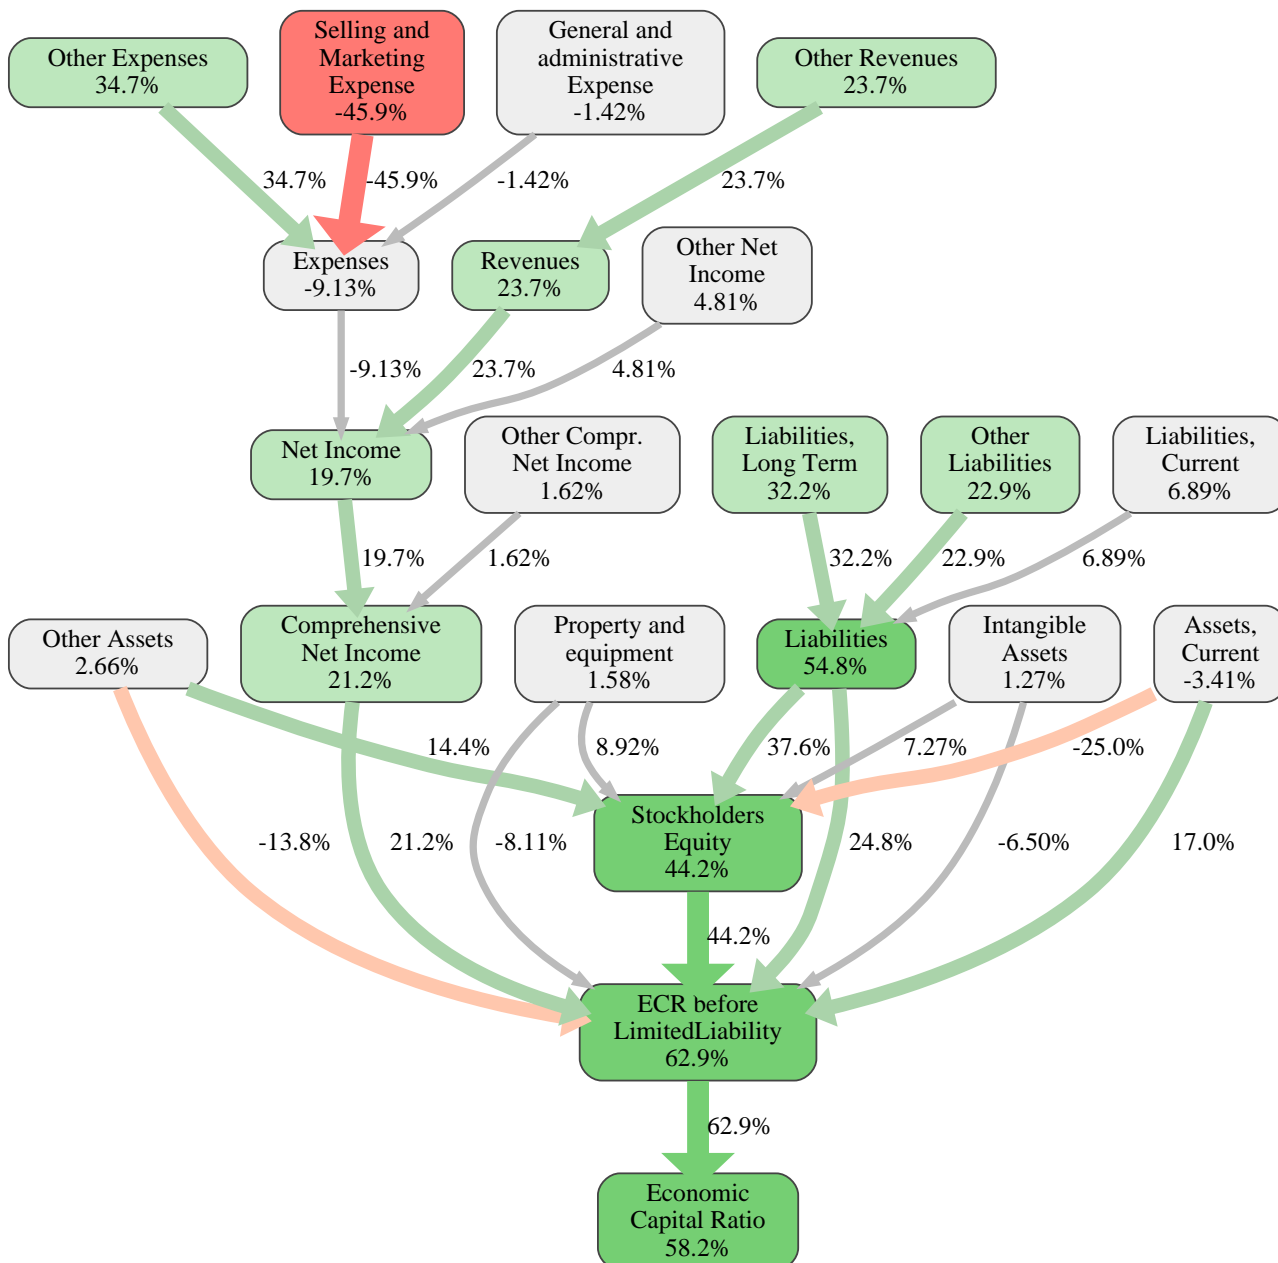 Other Expenses
34.7%
Selling and
Marketing
Expense
-45.9%
General and
administrative
Expense
-1.42%
Other Revenues
23.7%
34.7%
-45.9%
-1.42%
23.7%
Expenses
-9.13%
Revenues
23.7%
Other Net
Income
4.81%
-9.13%
23.7%
4.81%
Net Income
19.7%
Other Compr.
Net Income
1.62%
Liabilities,
Long Term
32.2%
Other
Liabilities
22.9%
Liabilities,
Current
6.89%
19.7%
1.62%
32.2%
22.9%
6.89%
Other Assets
2.66%
Comprehensive
Net Income
21.2%
Property and
equipment
1.58%
Liabilities
54.8%
Intangible
Assets
1.27%
Assets,
Current
-3.41%
14.4%
8.92%
37.6%
7.27%
-25.0%
Stockholders
Equity
44.2%
-13.8%
21.2%
-8.11%
24.8%
-6.50%
17.0%
44.2%
ECR before
LimitedLiability
62.9%
62.9%
Economic
Capital Ratio
58.2%